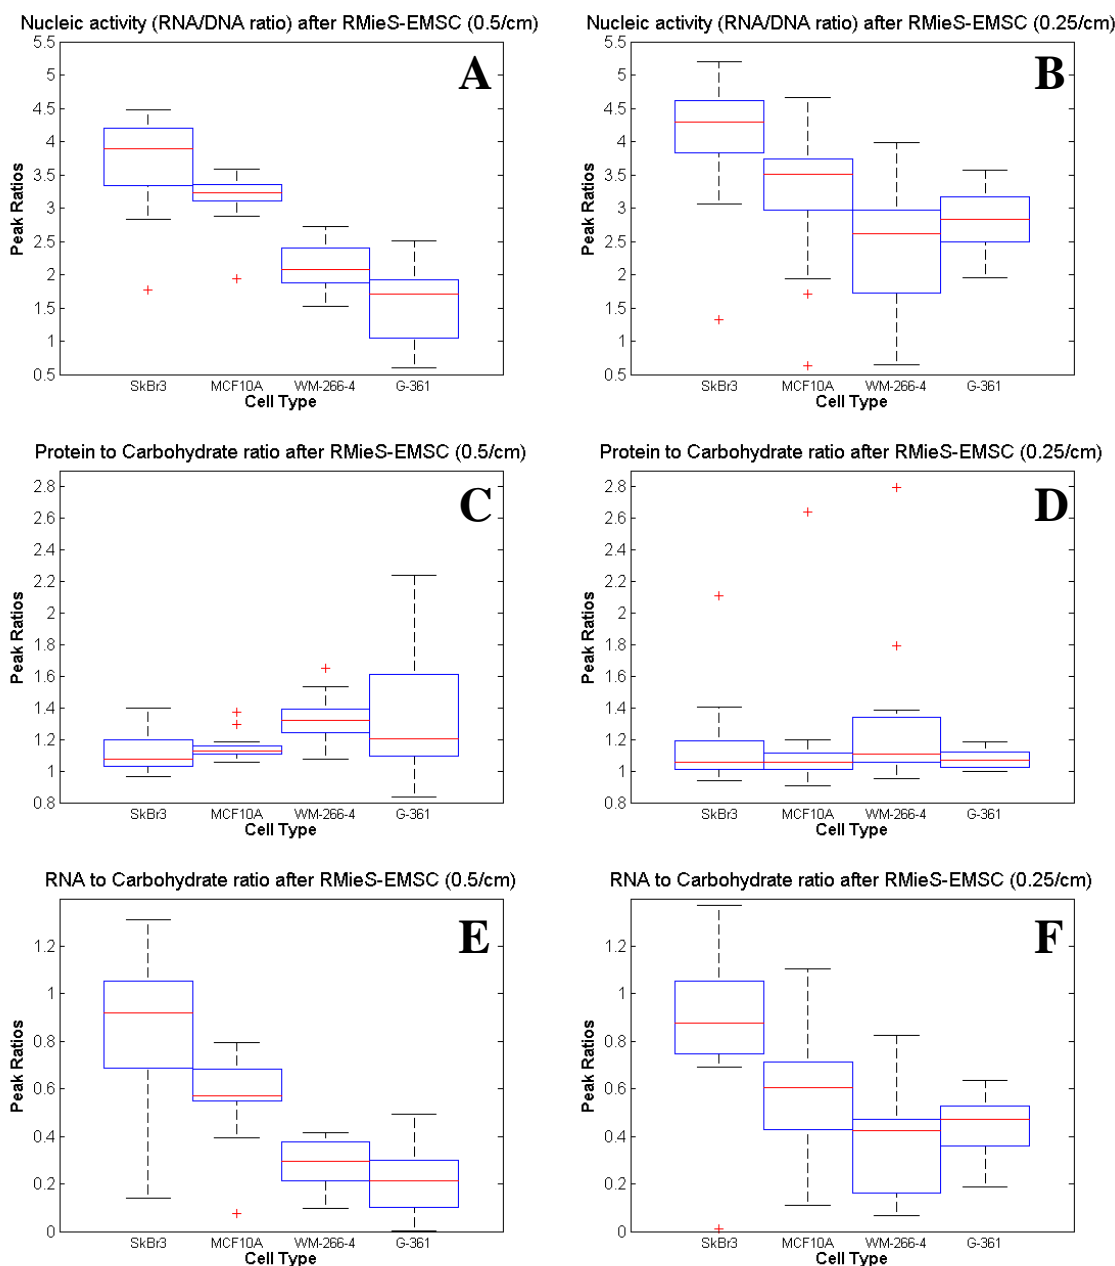 Nucleic activity (RNA/DNA ratio) after RMieS-EMSC (0.5/cm)
A
5.5
5
4.5
4
3.5
3
2.5
2
1.5
1
0.5
Peak Ratios
SkBr3 MCF10A WM-266-4 G-361
Cell Type
Nucleic activity (RNA/DNA ratio) after RMieS-EMSC (0.25/cm)
B
5.5
5
4.5
4
3.5
3
2.5
2
1.5
1
0.5
Peak Ratios
SkBr3 MCF10A WM-266-4 G-361
Cell Type
Protein to Carbohydrate ratio after RMieS-EMSC (0.5/cm)
C
2.8
2.6
2.4
2.2
2
1.8
1.6
1.4
1.2
1
0.8
Peak Ratios
SkBr3 MCF10A WM-266-4 G-361
Cell Type
Protein to Carbohydrate ratio after RMieS-EMSC (0.25/cm)
D
2.8
2.6
2.4
2.2
2
1.8
1.6
1.4
1.2
1
0.8
Peak Ratios
SkBr3 MCF10A WM-266-4 G-361
Cell Type
RNA to Carbohydrate ratio after RMieS-EMSC (0.5/cm)
E
1.2
1
0.8
0.6
0.4
0.2
0
Peak Ratios
SkBr3 MCF10A WM-266-4 G-361
Cell Type
RNA to Carbohydrate ratio after RMieS-EMSC (0.25/cm)
F
1.2
1
0.8
0.6
0.4
0.2
0
Peak Ratios
SkBr3 MCF10A WM-266-4 G-361
Cell Type